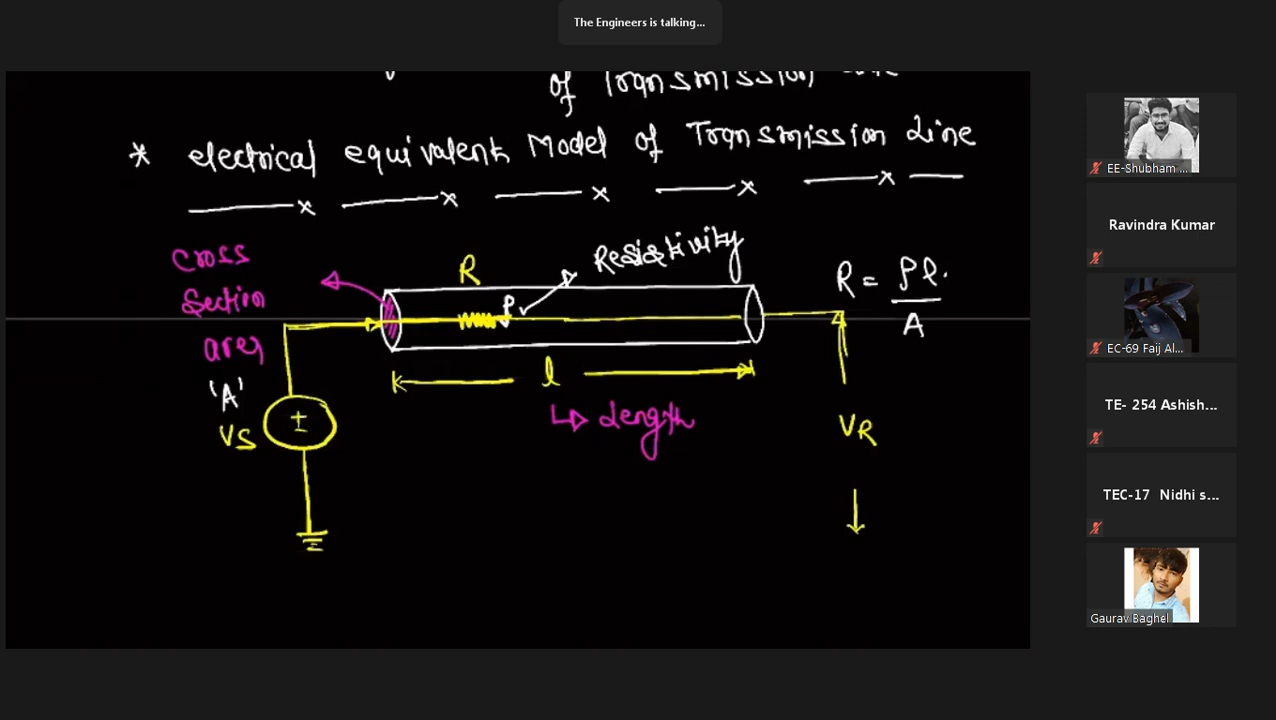 The Engineers is talking...
of Transmission Line
* electrical equivalent Model of Transmission Line
Cross
Section
area
'A'
R
ρ
Resistivity
R = ρl
A
l
Length
VS
±
VR
EE-Shubham ...
Ravindra Kumar
EC-69 Faij Al...
TE- 254 Ashish...
TEC-17 Nidhi s...
Gaurav Baghel